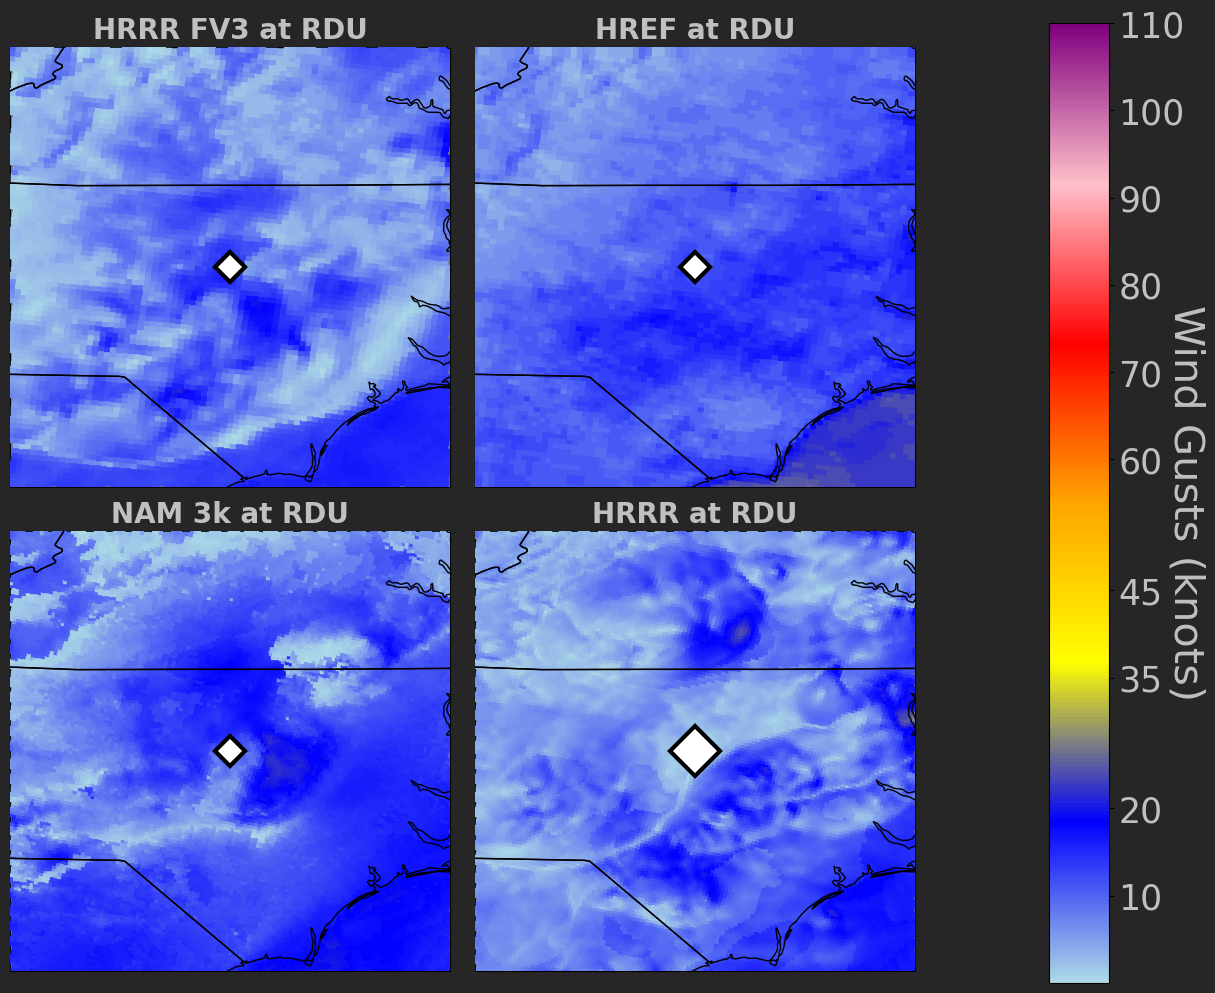 HRRR FV3 at RDU
HREF at RDU
NAM 3k at RDU
HRRR at RDU
110
100
90
80
70
60
45
35
20
10
Wind Gusts (knots)